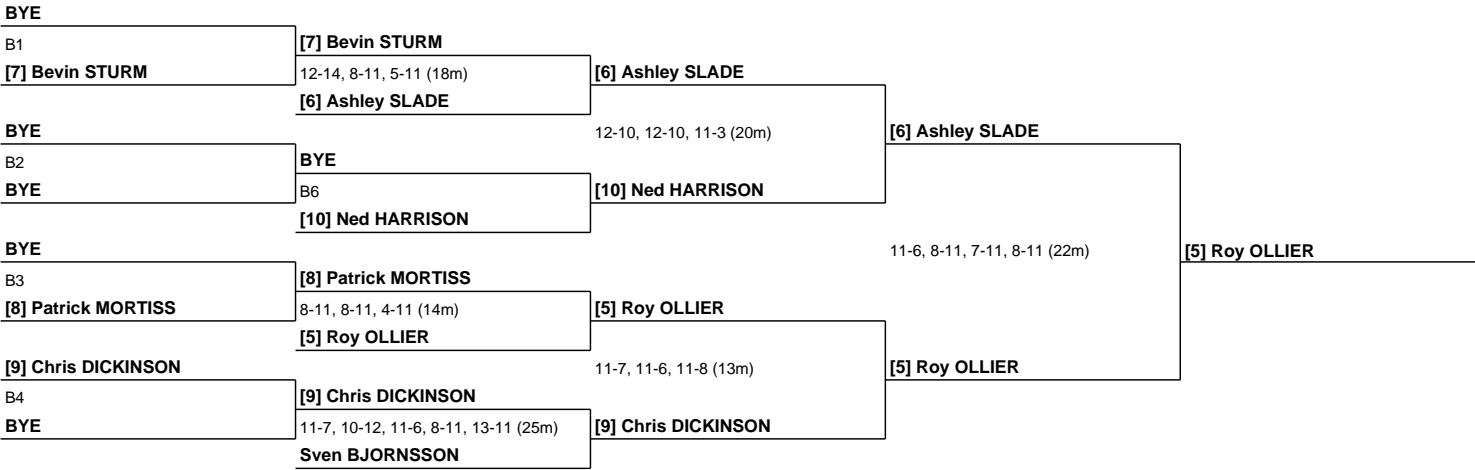 BYE
B1
[7] Bevin STURM
[7] Bevin STURM
12-14, 8-11, 5-11 (18m)
[6] Ashley SLADE
[6] Ashley SLADE
12-10, 12-10, 11-3 (20m)
[6] Ashley SLADE
BYE
B2
BYE
BYE
B6
[10] Ned HARRISON
[10] Ned HARRISON
11-6, 8-11, 7-11, 8-11 (22m)
[5] Roy OLLIER
BYE
B3
[8] Patrick MORTISS
[8] Patrick MORTISS
8-11, 8-11, 4-11 (14m)
[5] Roy OLLIER
[5] Roy OLLIER
11-7, 11-6, 11-8 (13m)
[5] Roy OLLIER
[9] Chris DICKINSON
B4
BYE
[9] Chris DICKINSON
11-7, 10-12, 11-6, 8-11, 13-11 (25m)
Sven BJORNSSON
[9] Chris DICKINSON